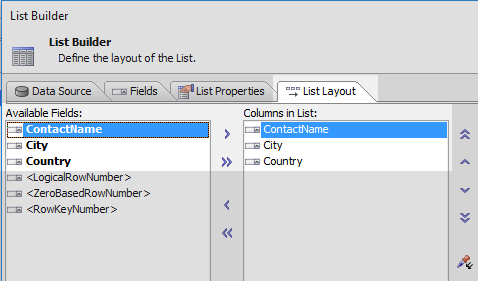 List Builder
List Builder
Define the layout of the List.
Data Source
Fields
List Properties
List Layout
Available Fields:
ContactName
City
Country
<LogicalRowNumber>
<ZeroBasedRowNumber>
<RowKeyNumber>
Columns in List:
ContactName
City
Country